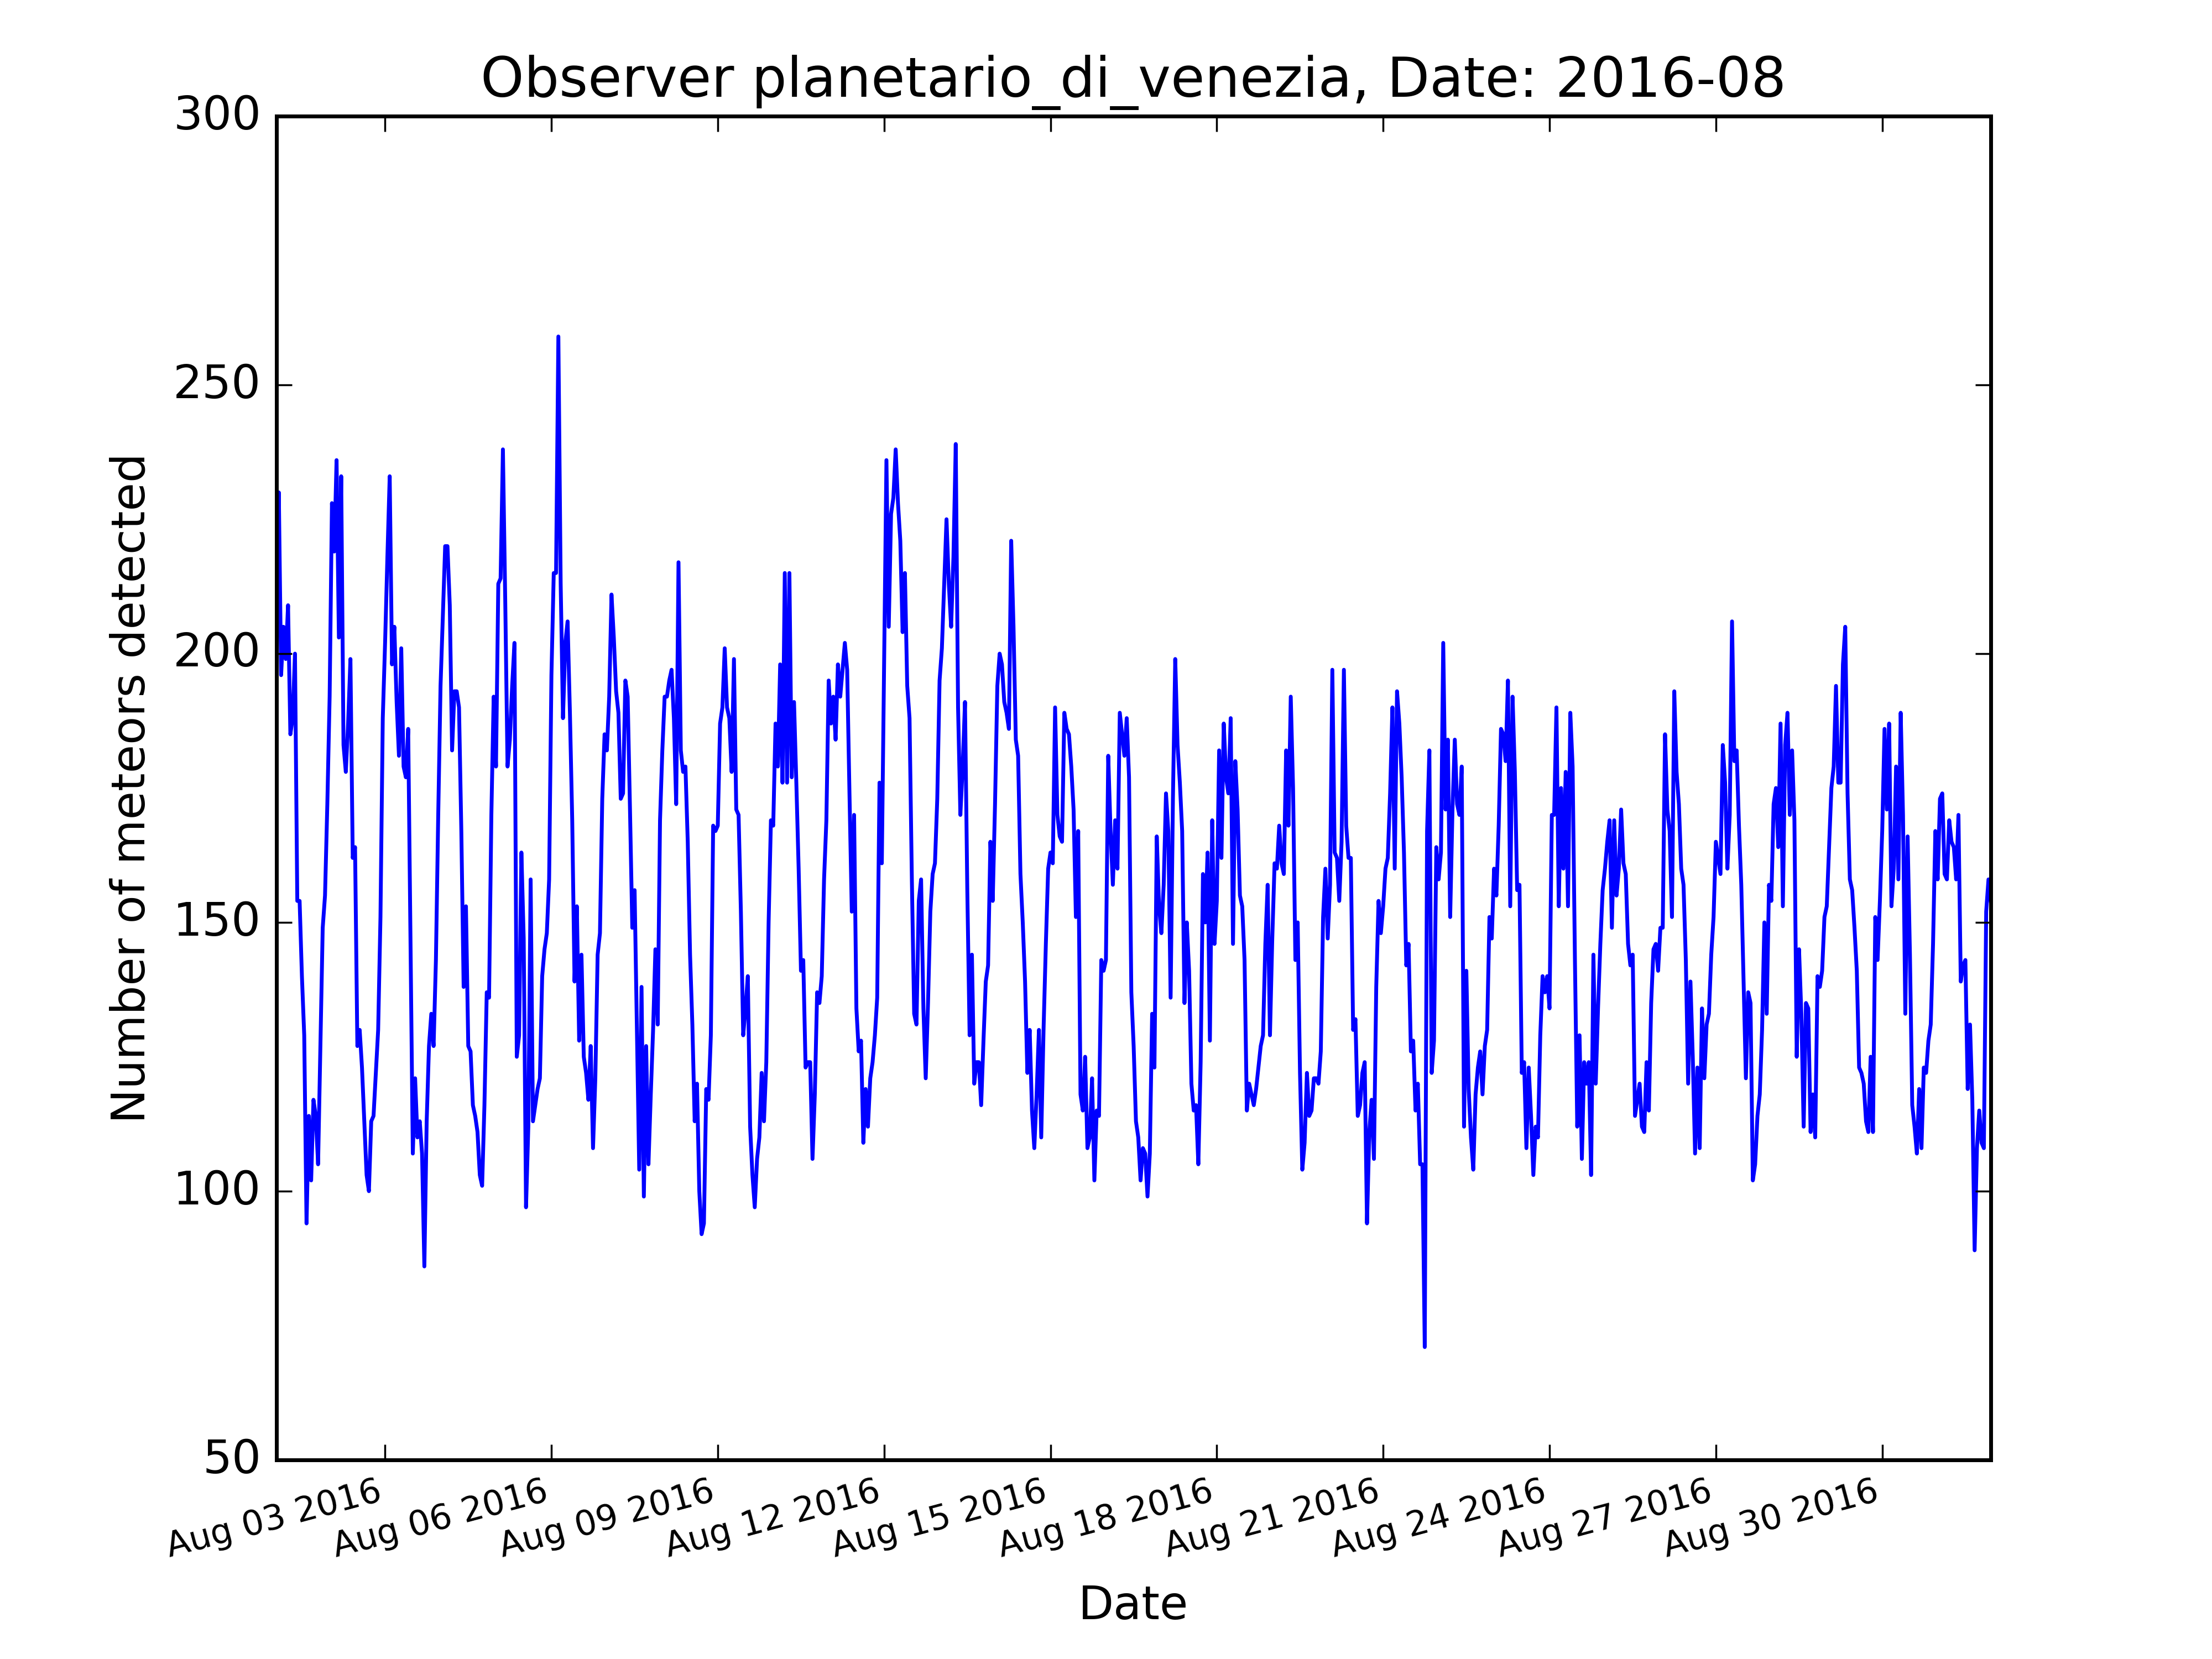 Observer planetario_di_venezia, Date: 2016-08
300
250
200
150
100
50
Number of meteors detected
Aug 03 2016
Aug 06 2016
Aug 09 2016
Aug 12 2016
Aug 15 2016
Aug 18 2016
Aug 21 2016
Aug 24 2016
Aug 27 2016
Aug 30 2016
Date